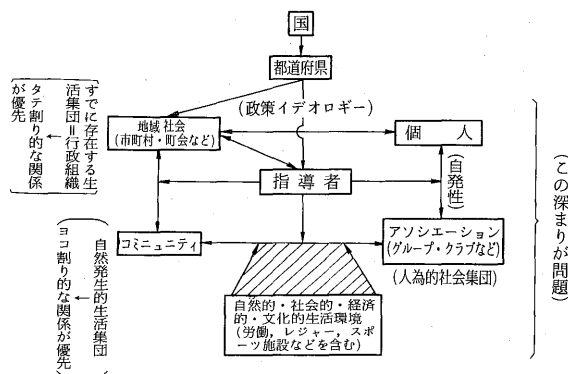 国
都道府県
(政策イデオロギー)
地域社会
(市町村・町会など)
個人
指導者
(自発性)
コミニュニティ
アソシエーション
(グループ・クラブなど)
(人為的社会集団)
自然的・社会的・経済
的・文化的生活環境
(労働,レジャー,スポ
ーツ施設などを含む)
すでに存在する生
活集団=行政組織
タテ割り的な関係
が優先
自然発生的生活集団
ヨコ割り的な関係が優先
(この深まりが問題)